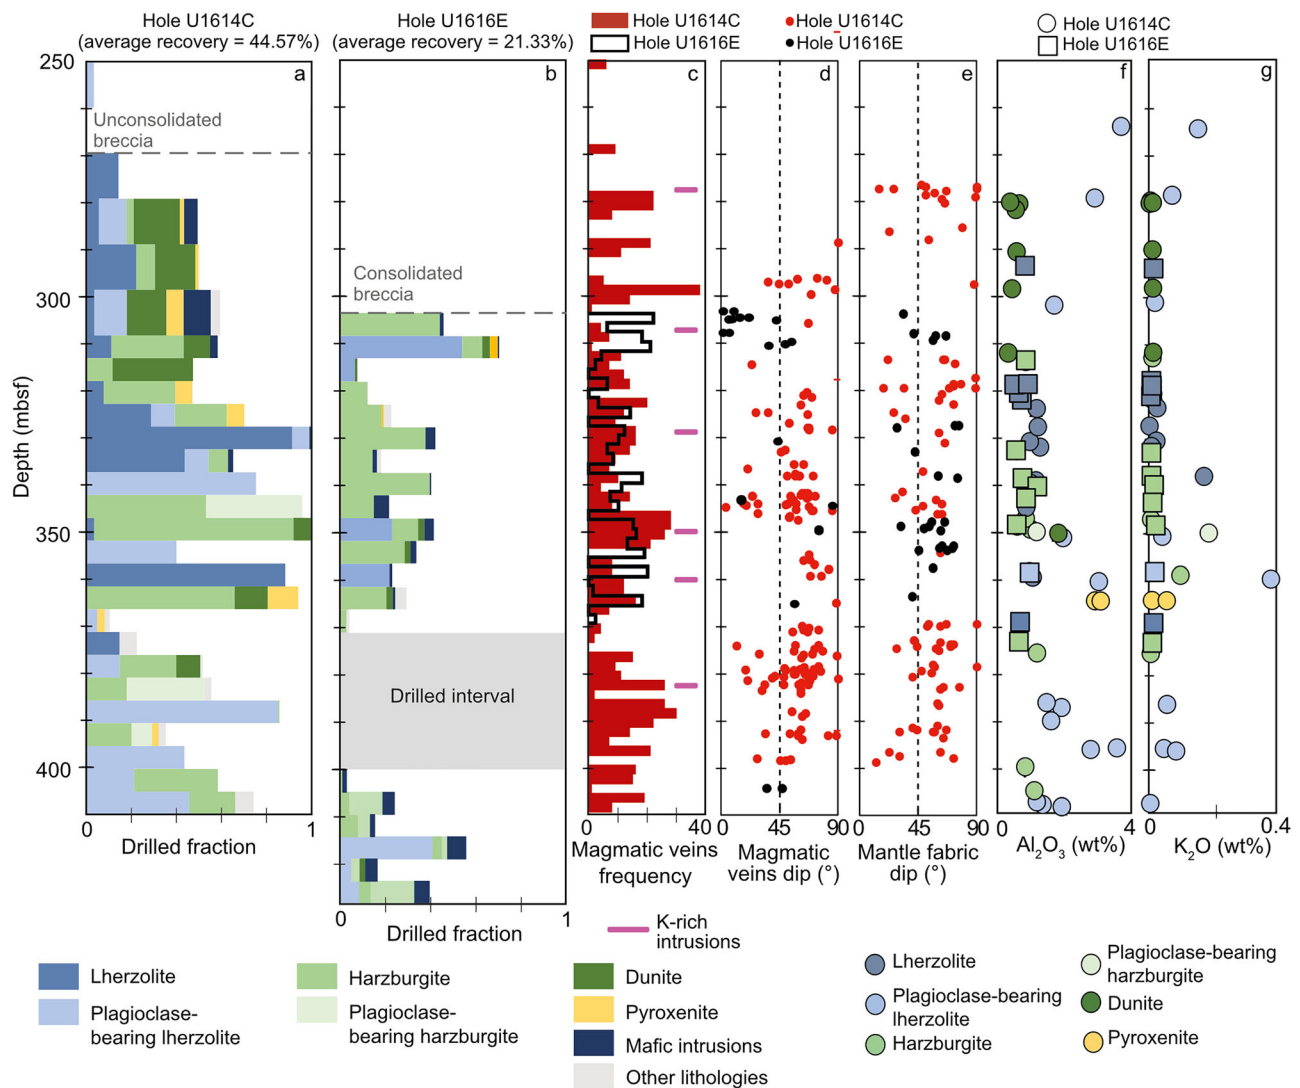 Hole U1614C
(average recovery = 44.57%)
Hole U1616E
(average recovery = 21.33%)
Hole U1614C
Hole U1616E
Hole U1614C
Hole U1616E
Hole U1614C
Hole U1616E
a
b
c
d
e
f
g
250
300
350
400
Depth (mbsf)
Unconsolidated
breccia
Consolidated
breccia
Drilled interval
0 1
Drilled fraction
0 1
Drilled fraction
0 40
Magmatic veins
frequency
0 45 90
Magmatic
veins dip (°)
0 45 90
Mantle fabric
dip (°)
0 4
Al2O3 (wt%)
0 0.4
K2O (wt%)
K-rich
intrusions
Lherzolite
Plagioclase-
bearing lherzolite
Harzburgite
Plagioclase-
bearing harzburgite
Dunite
Pyroxenite
Mafic intrusions
Other lithologies
Lherzolite
Plagioclase-bearing
lherzolite
Harzburgite
Plagioclase-bearing
harzburgite
Dunite
Pyroxenite